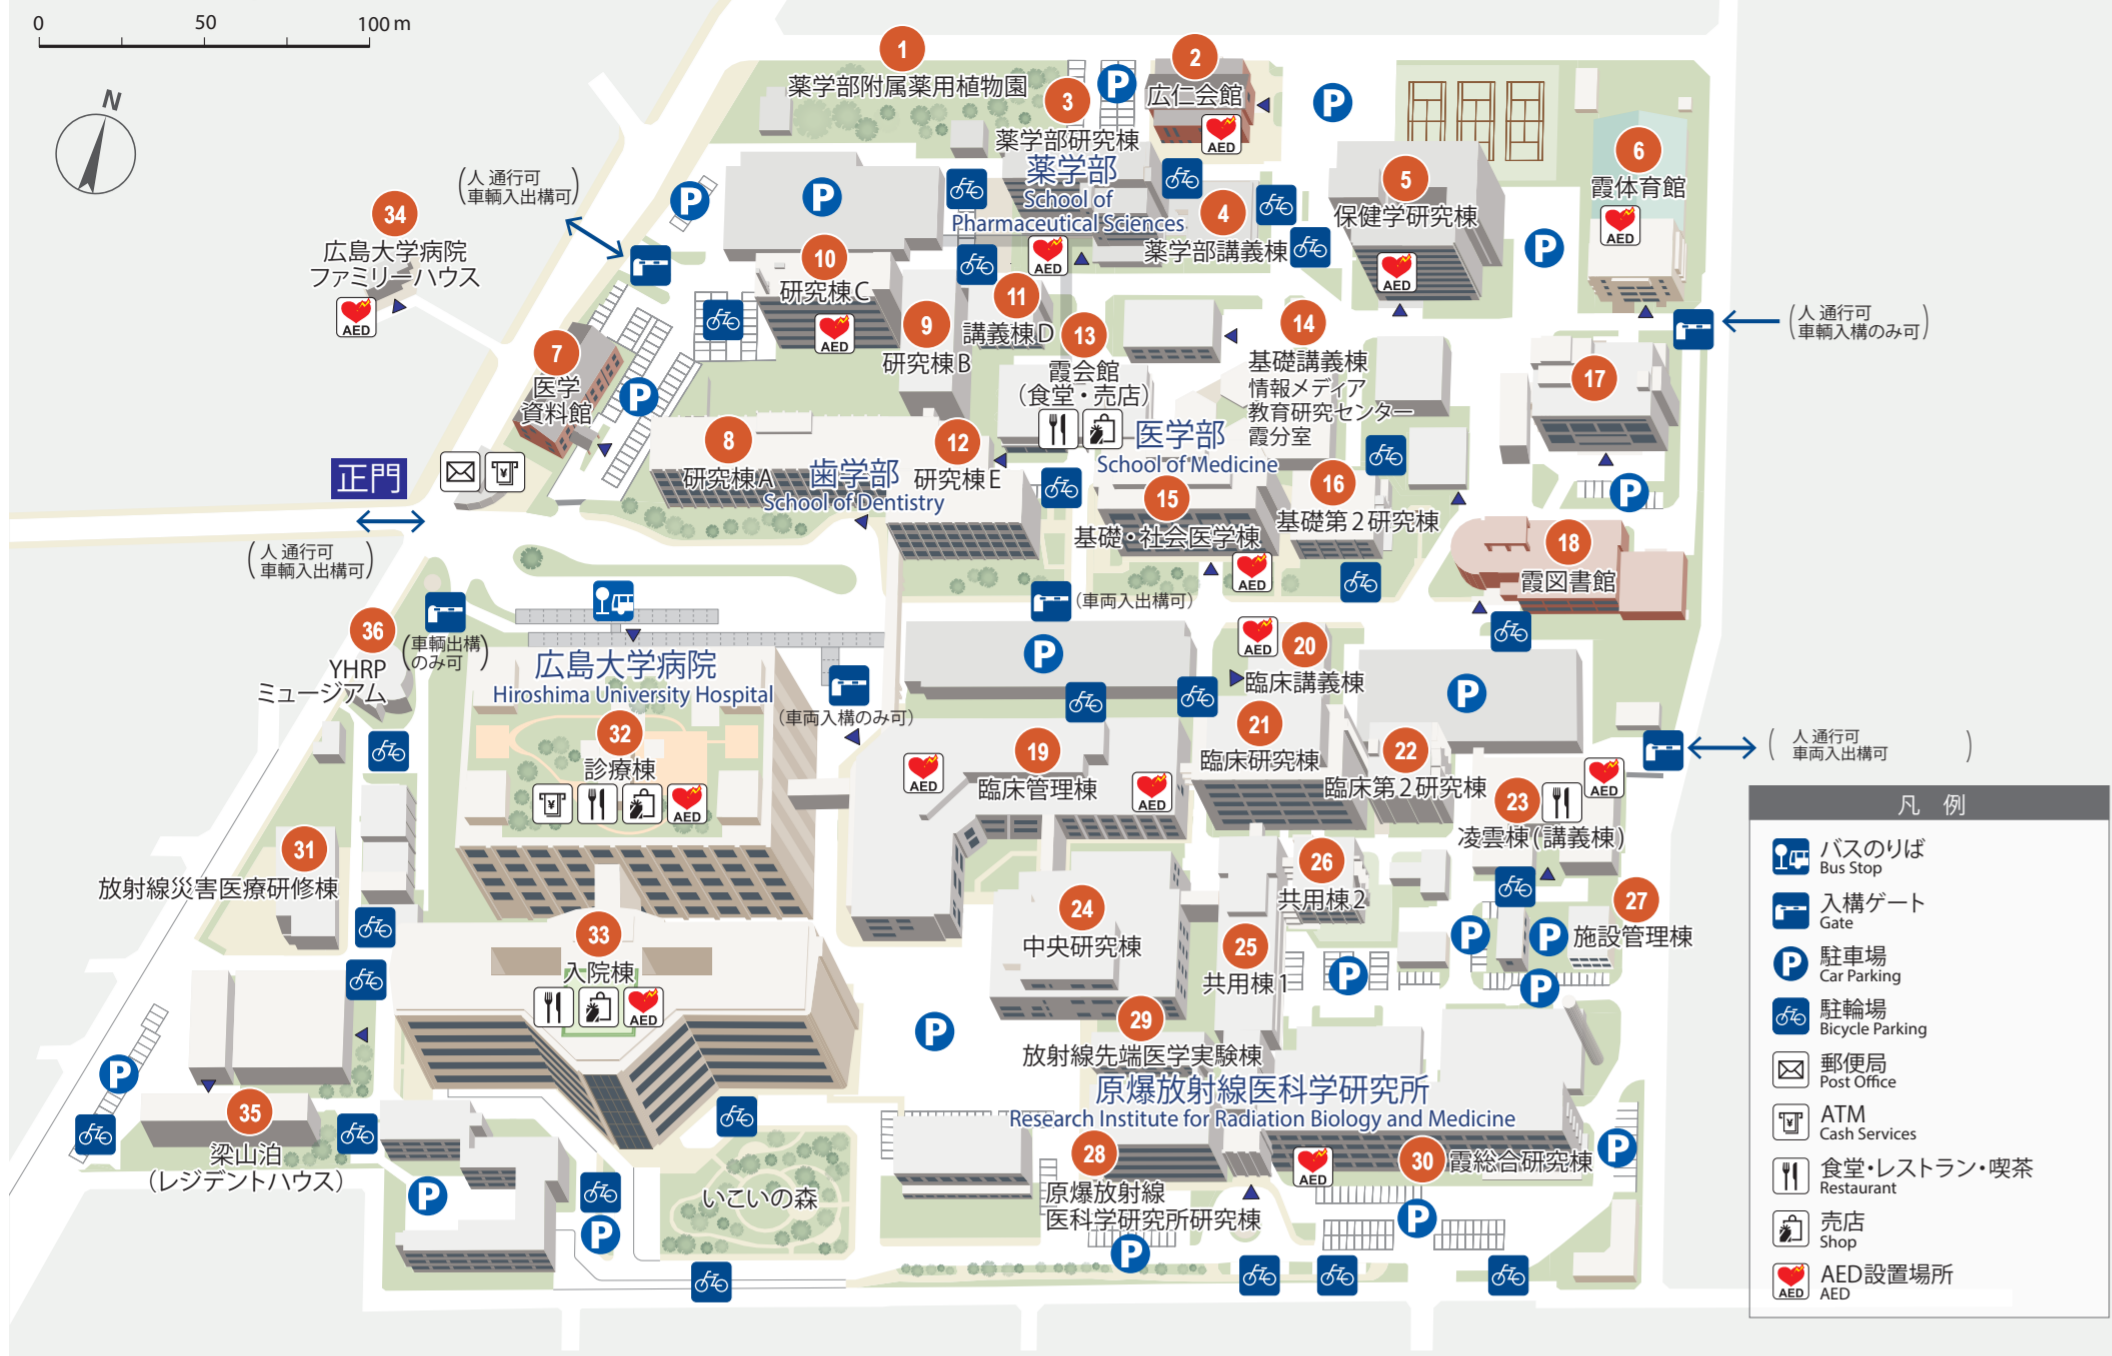 0 50 100 m
N
1
薬学部附属薬用植物園
2
広仁会館
AED
3
薬学部研究棟
薬学部
School of
Pharmaceutical Sciences
AED
4
薬学部講義棟
5
保健学研究棟
AED
6
霞体育館
AED
P
P
P
P
P
(人 通行可
車輌入出構可)
34
広島大学病院
ファミリーハウス
AED
10
研究棟C
AED
9
研究棟B
11
講義棟D
13
霞会館
(食堂・売店)
14
基礎講義棟
情報メディア
教育研究センター
霞分室
(人 通行可
車輌入構のみ可)
17
P
7
医学
資料館
P
8
研究棟A
歯学部
School of Dentistry
12
研究棟E
医学部
School of Medicine
15
基礎・社会医学棟
AED
16
基礎第2研究棟
18
霞図書館
正門
(人 通行可
車輌入出構可)
(車両入出構可)
36
YHRP
ミュージアム
(車輌出構
のみ可)
広島大学病院
Hiroshima University Hospital
(車両入構のみ可)
P
AED
20
臨床講義棟
P
21
臨床研究棟
22
臨床第2研究棟
(人 通行可
車両入出構可)
32
診療棟
AED
19
臨床管理棟
AED
AED
23
凌雲棟(講義棟)
AED
31
放射線災害医療研修棟
33
入院棟
AED
24
中央研究棟
26
共用棟2
25
共用棟1
27
施設管理棟
P
P
P
P
P
29
放射線先端医学実験棟
原爆放射線医科学研究所
Research Institute for Radiation Biology and Medicine
28
原爆放射線
医科学研究所研究棟
AED
30
霞総合研究棟
P
P
P
P
35
梁山泊
(レジデントハウス)
P
P
いこいの森
凡 例
バスのりば
Bus Stop
入構ゲート
Gate
P
駐車場
Car Parking
駐輪場
Bicycle Parking
郵便局
Post Office
ATM
Cash Services
食堂・レストラン・喫茶
Restaurant
売店
Shop
AED
AED設置場所
AED